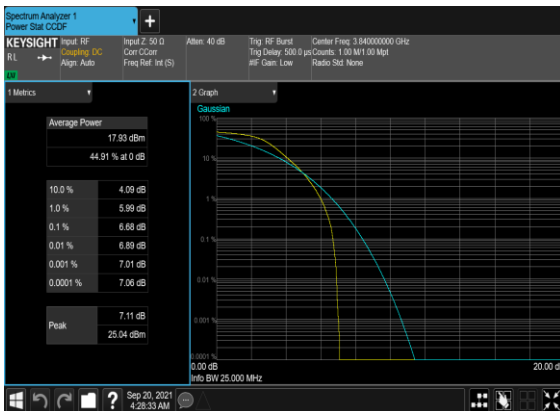 Spectrum Analyzer 1
Power Stat CCDF
+
KEYSIGHT
RL
LV
Input: RF
Coupling: DC
Align: Auto
Input Z: 50 Ω
Corr CCorr
Freq Ref: Int (S)
Atten: 40 dB
Trig: RF Burst
Trig Delay: 500.0 µs
#IF Gain: Low
Center Freq: 3.840000000 GHz
Counts: 1.00 M/1.00 Mpt
Radio Std: None
1 Metrics
Average Power
17.93 dBm
44.91 % at 0 dB
10.0 % 4.09 dB
1.0 % 5.99 dB
0.1 % 6.68 dB
0.01 % 6.89 dB
0.001 % 7.01 dB
0.0001 % 7.06 dB
Peak
7.11 dB
25.04 dBm
2 Graph
Gaussian
100 %
10 %
1 %
0.1 %
0.01 %
0.001 %
0.0001 %
0.00 dB
20.00 d
Info BW 25.000 MHz
?
Sep 20, 2021
4:28:33 AM